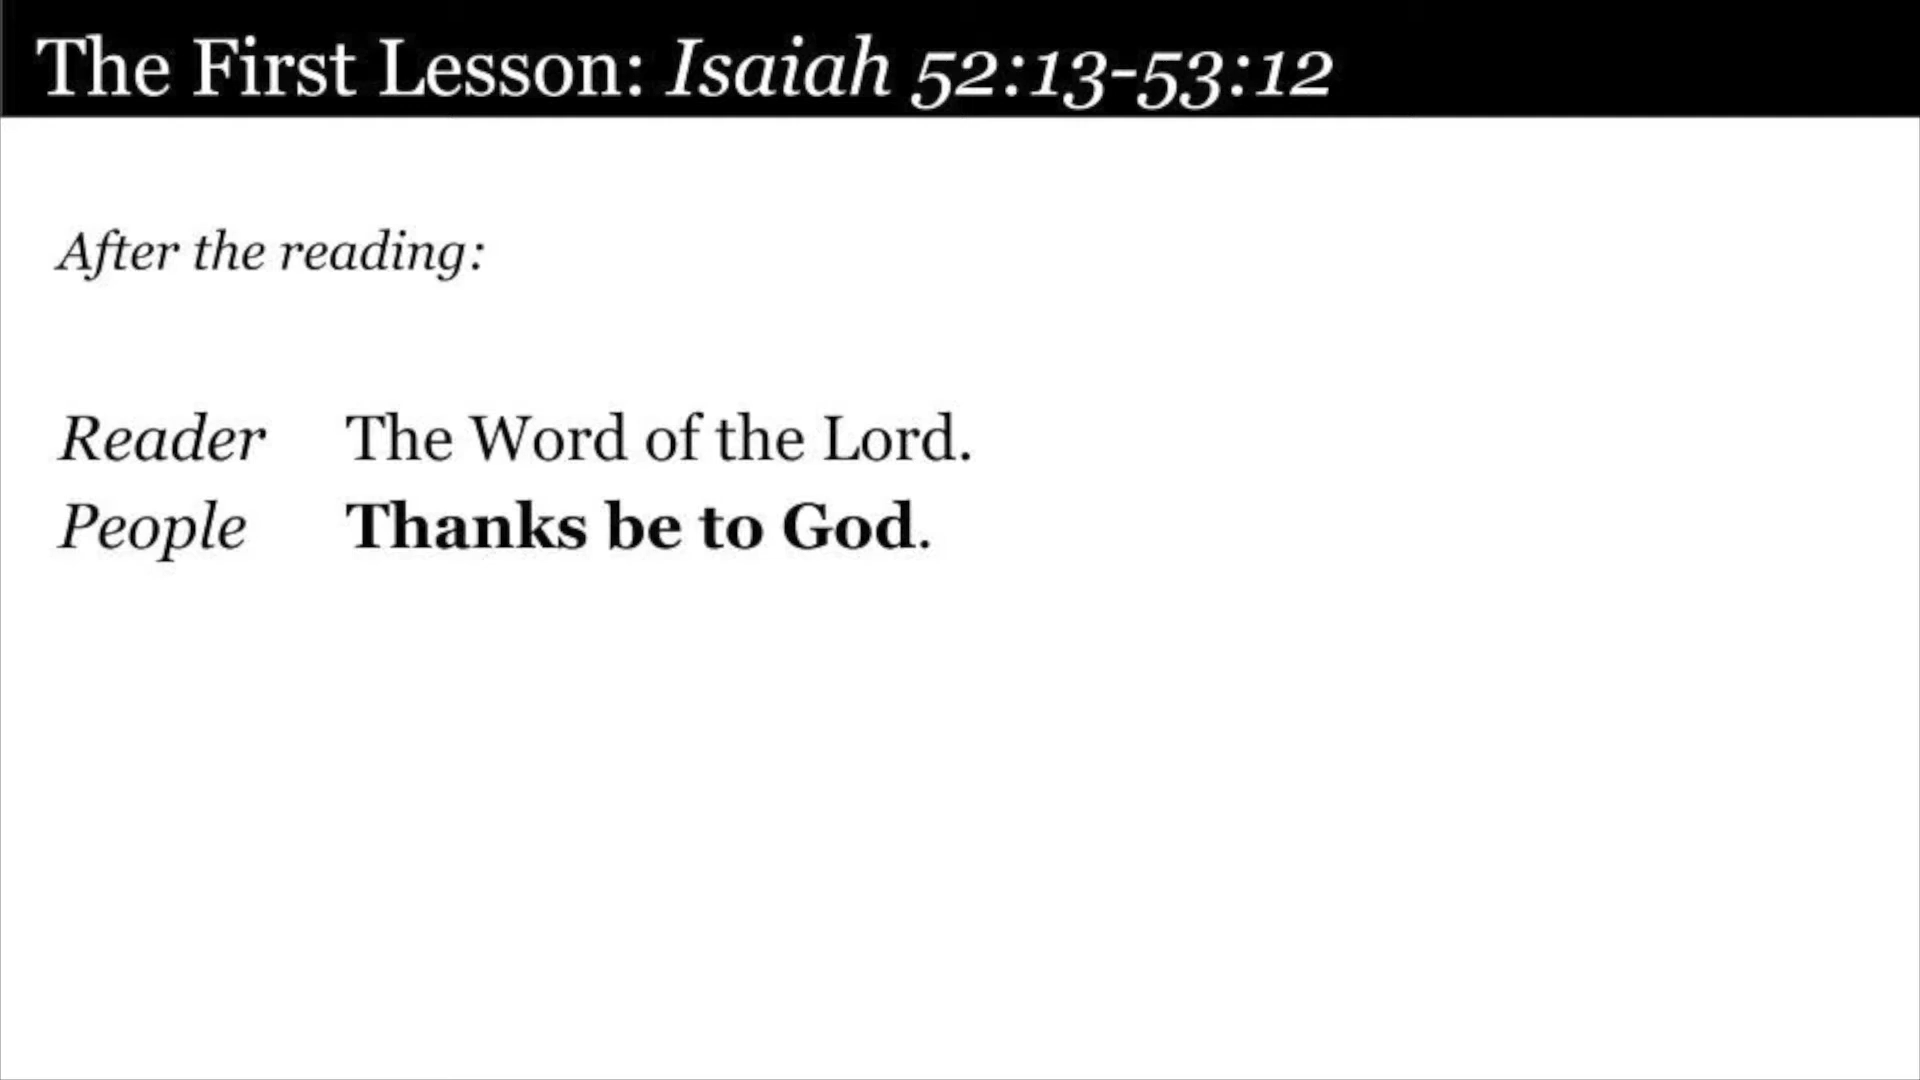 The First Lesson: Isaiah 52:13-53:12
After the reading:
Reader The Word of the Lord.
People Thanks be to God.